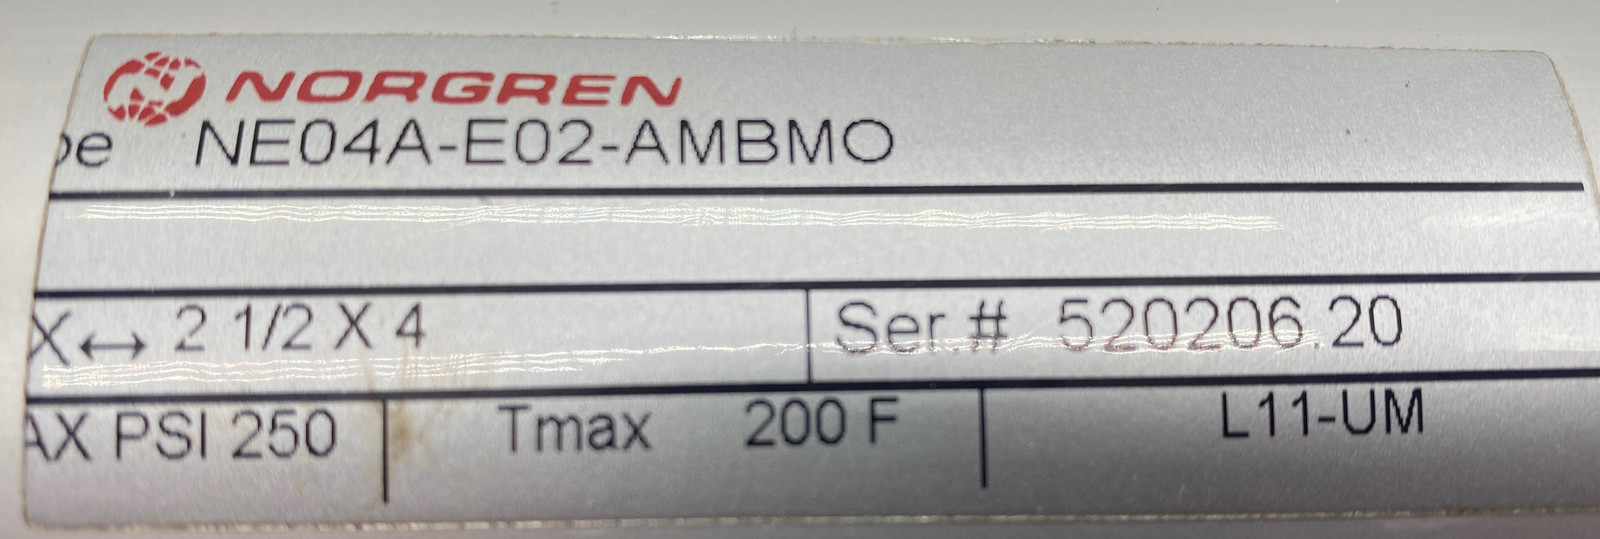 NORGREN
pe NE04A-E02-AMBMO
X↔ 2 1/2 X 4 Ser.# 520206.20
AX PSI 250 Tmax 200 F L11-UM